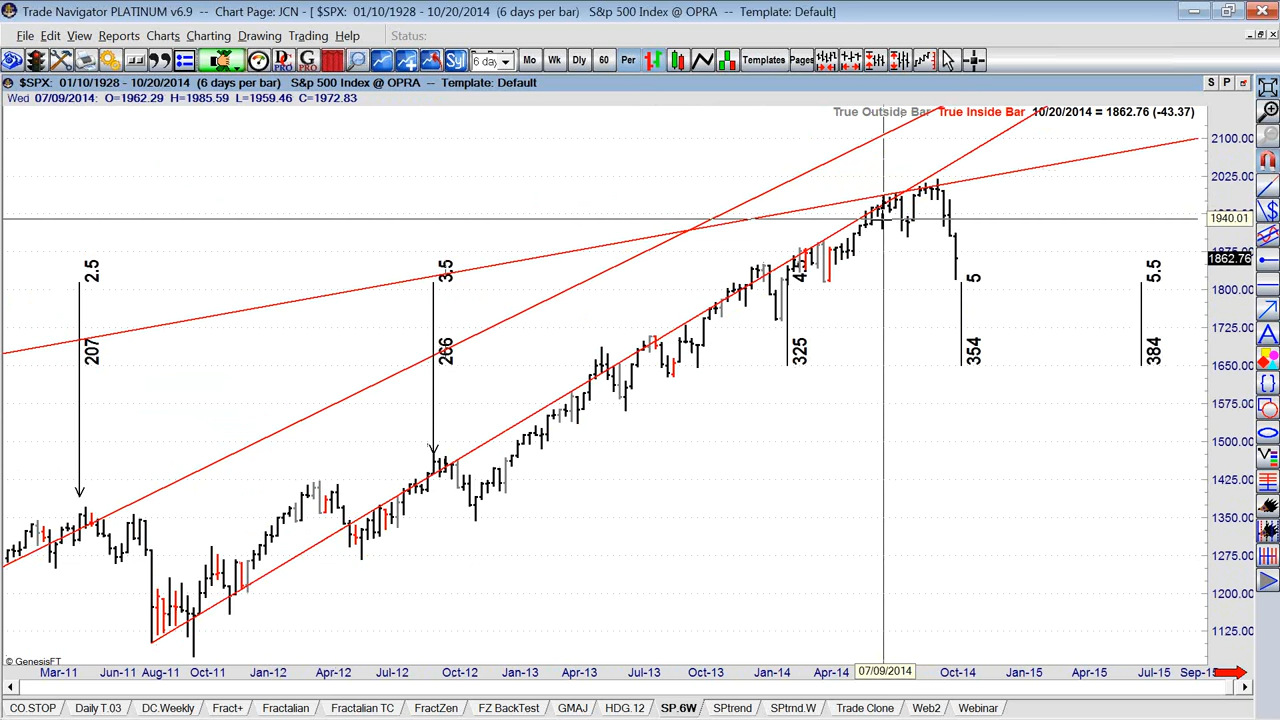 Trade Navigator PLATINUM v6.9 - Chart Page: JCN - [ $SPX: 01/10/1928 - 10/20/2014 (6 days per bar) S&p 500 Index @ OPRA ~ Template: Default]
File Edit View Reports Charts Charting Drawing Trading Help Status:
G PRO Sy 6 day Mo Wk Dly 60 Per Templates Pages
$SPX: 01/10/1928 - 10/20/2014 (6 days per bar) S&p 500 Index @ OPRA ~ Template: Default S P
Wed 07/09/2014: O=1962.29 H=1985.59 L=1959.46 C=1972.83
True Outside Bar True Inside Bar 10/20/2014 = 1862.76 (-43.37)
2100.00
2025.00
1940.01
1862.76
1800.00
1725.00
1650.00
1575.00
1500.00
1425.00
1350.00
1275.00
1200.00
1125.00
2.5
207
3.5
266
325
5
354
5.5
384
© GenesisFT
Mar-11 Jun-11 Aug-11 Oct-11 Jan-12 Apr-12 Jul-12 Oct-12 Jan-13 Apr-13 Jul-13 Oct-13 Jan-14 Apr-14 07/09/2014 Oct-14 Jan-15 Apr-15 Jul-15
CO STOP Daily T.03 DC.Weekly Fract+ Fractalian Fractalian TC FractZen FZ BackTest GMAJ HDG.12 SP.6W SPtrend SPtrnd.W Trade Clone Web2 Webinar